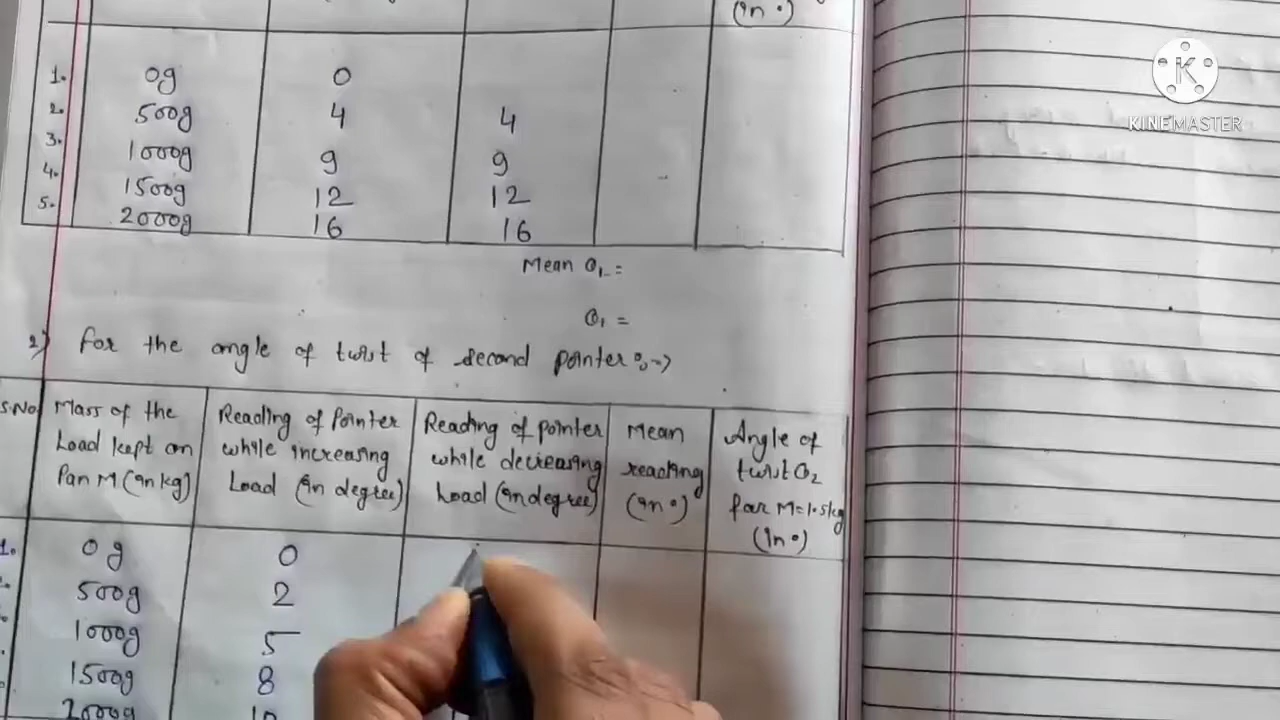 (in °)
1. 0g 0
2. 500g 4 4
3. 1000g 9 9
4. 1500g 12 12
5. 2000g 16 16
Mean θ₁ =
θ₁ =
2) for the angle of twist of second pointer :->
S.No Mass of the Load kept on Pan M (in kg)
Reading of Pointer while increasing Load (in degree)
Reading of pointer while decreasing Load (in degree)
Mean reading (in °)
Angle of twist θ₂ for M=1.5kg (in °)
1. 0g 0
500g 2
1000g 5
1500g 8
2000g 10
KINEMASTER